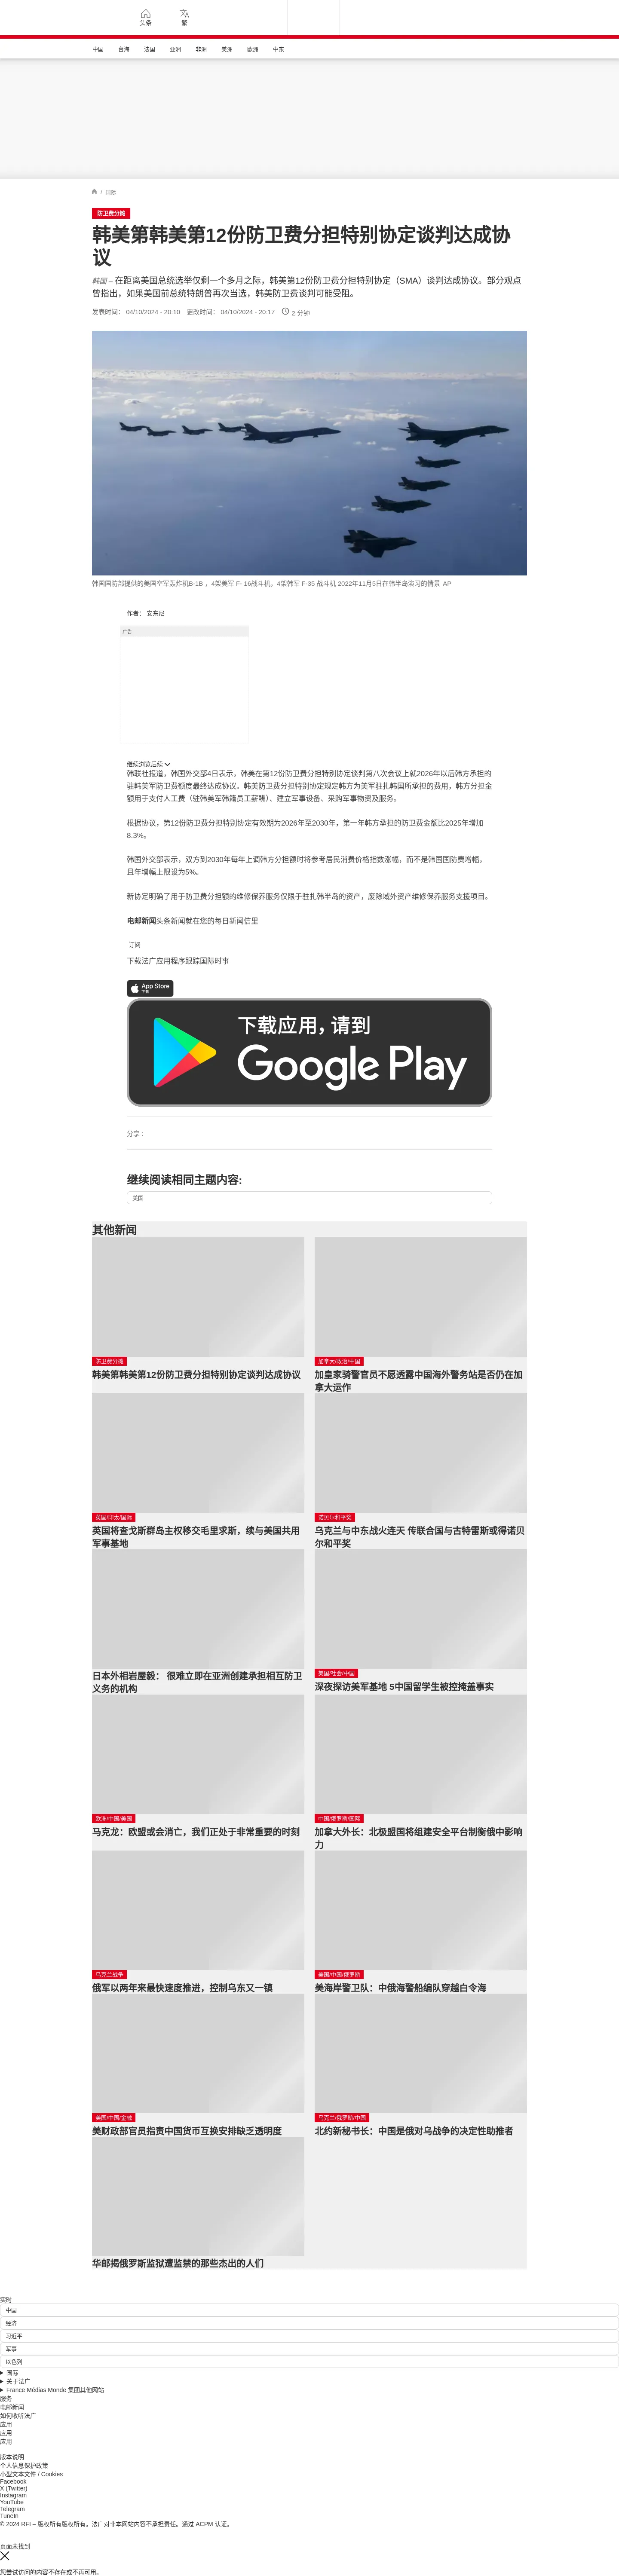 头条
繁
中国
台海
法国
亚洲
非洲
美洲
欧洲
中东
/ 国际
防卫费分摊
韩美第韩美第12份防卫费分担特别协定谈判达成协
议
韩国 – 在距离美国总统选举仅剩一个多月之际，韩美第12份防卫费分担特别协定（SMA）谈判达成协议。部分观点
曾指出，如果美国前总统特朗普再次当选，韩美防卫费谈判可能受阻。
发表时间： 04/10/2024 - 20:10 更改时间： 04/10/2024 - 20:17 2 分钟
韩国国防部提供的美国空军轰炸机B-1B ，4架美军 F- 16战斗机，4架韩军 F-35 战斗机 2022年11月5日在韩半岛演习的情景 AP
作者： 安东尼
广告
继续浏览后续
韩联社报道，韩国外交部4日表示，韩美在第12份防卫费分担特别协定谈判第八次会议上就2026年以后韩方承担的
驻韩美军防卫费额度最终达成协议。韩美防卫费分担特别协定规定韩方为美军驻扎韩国所承担的费用，韩方分担金
额用于支付人工费（驻韩美军韩籍员工薪酬）、建立军事设备、采购军事物资及服务。
根据协议，第12份防卫费分担特别协定有效期为2026年至2030年，第一年韩方承担的防卫费金额比2025年增加
8.3%。
韩国外交部表示，双方到2030年每年上调韩方分担额时将参考居民消费价格指数涨幅，而不是韩国国防费增幅，
且年增幅上限设为5%。
新协定明确了用于防卫费分担额的维修保养服务仅限于驻扎韩半岛的资产，废除域外资产维修保养服务支援项目。
电邮新闻头条新闻就在您的每日新闻信里
订阅
下载法广应用程序跟踪国际时事
App Store
下载
下载应用，请到
Google Play
分享 :
继续阅读相同主题内容:
美国
其他新闻
防卫费分摊
韩美第韩美第12份防卫费分担特别协定谈判达成协议
加拿大/政治/中国
加皇家骑警官员不愿透露中国海外警务站是否仍在加
拿大运作
英国/印太/国际
英国将查戈斯群岛主权移交毛里求斯，续与美国共用
军事基地
诺贝尔和平奖
乌克兰与中东战火连天 传联合国与古特雷斯或得诺贝
尔和平奖
日本外相岩屋毅： 很难立即在亚洲创建承担相互防卫
义务的机构
美国/社会/中国
深夜探访美军基地 5中国留学生被控掩盖事实
欧洲/中国/美国
马克龙：欧盟或会消亡，我们正处于非常重要的时刻
中国/俄罗斯/国际
加拿大外长：北极盟国将组建安全平台制衡俄中影响
力
乌克兰战争
俄军以两年来最快速度推进，控制乌东又一镇
美国/中国/俄罗斯
美海岸警卫队：中俄海警船编队穿越白令海
美国/中国/金融
美财政部官员指责中国货币互换安排缺乏透明度
乌克兰/俄罗斯/中国
北约新秘书长：中国是俄对乌战争的决定性助推者
华邮揭俄罗斯监狱遭监禁的那些杰出的人们
实时
中国
经济
习近平
军事
以色列
国际
关于法广
France Médias Monde 集团其他网站
服务
电邮新闻
如何收听法广
应用
应用
应用
版本说明
个人信息保护政策
小型文本文件 / Cookies
Facebook
X (Twitter)
Instagram
YouTube
Telegram
TuneIn
© 2024 RFI – 版权所有版权所有。法广对非本网站内容不承担责任。通过 ACPM 认证。
页面未找到
您尝试访问的内容不存在或不再可用。